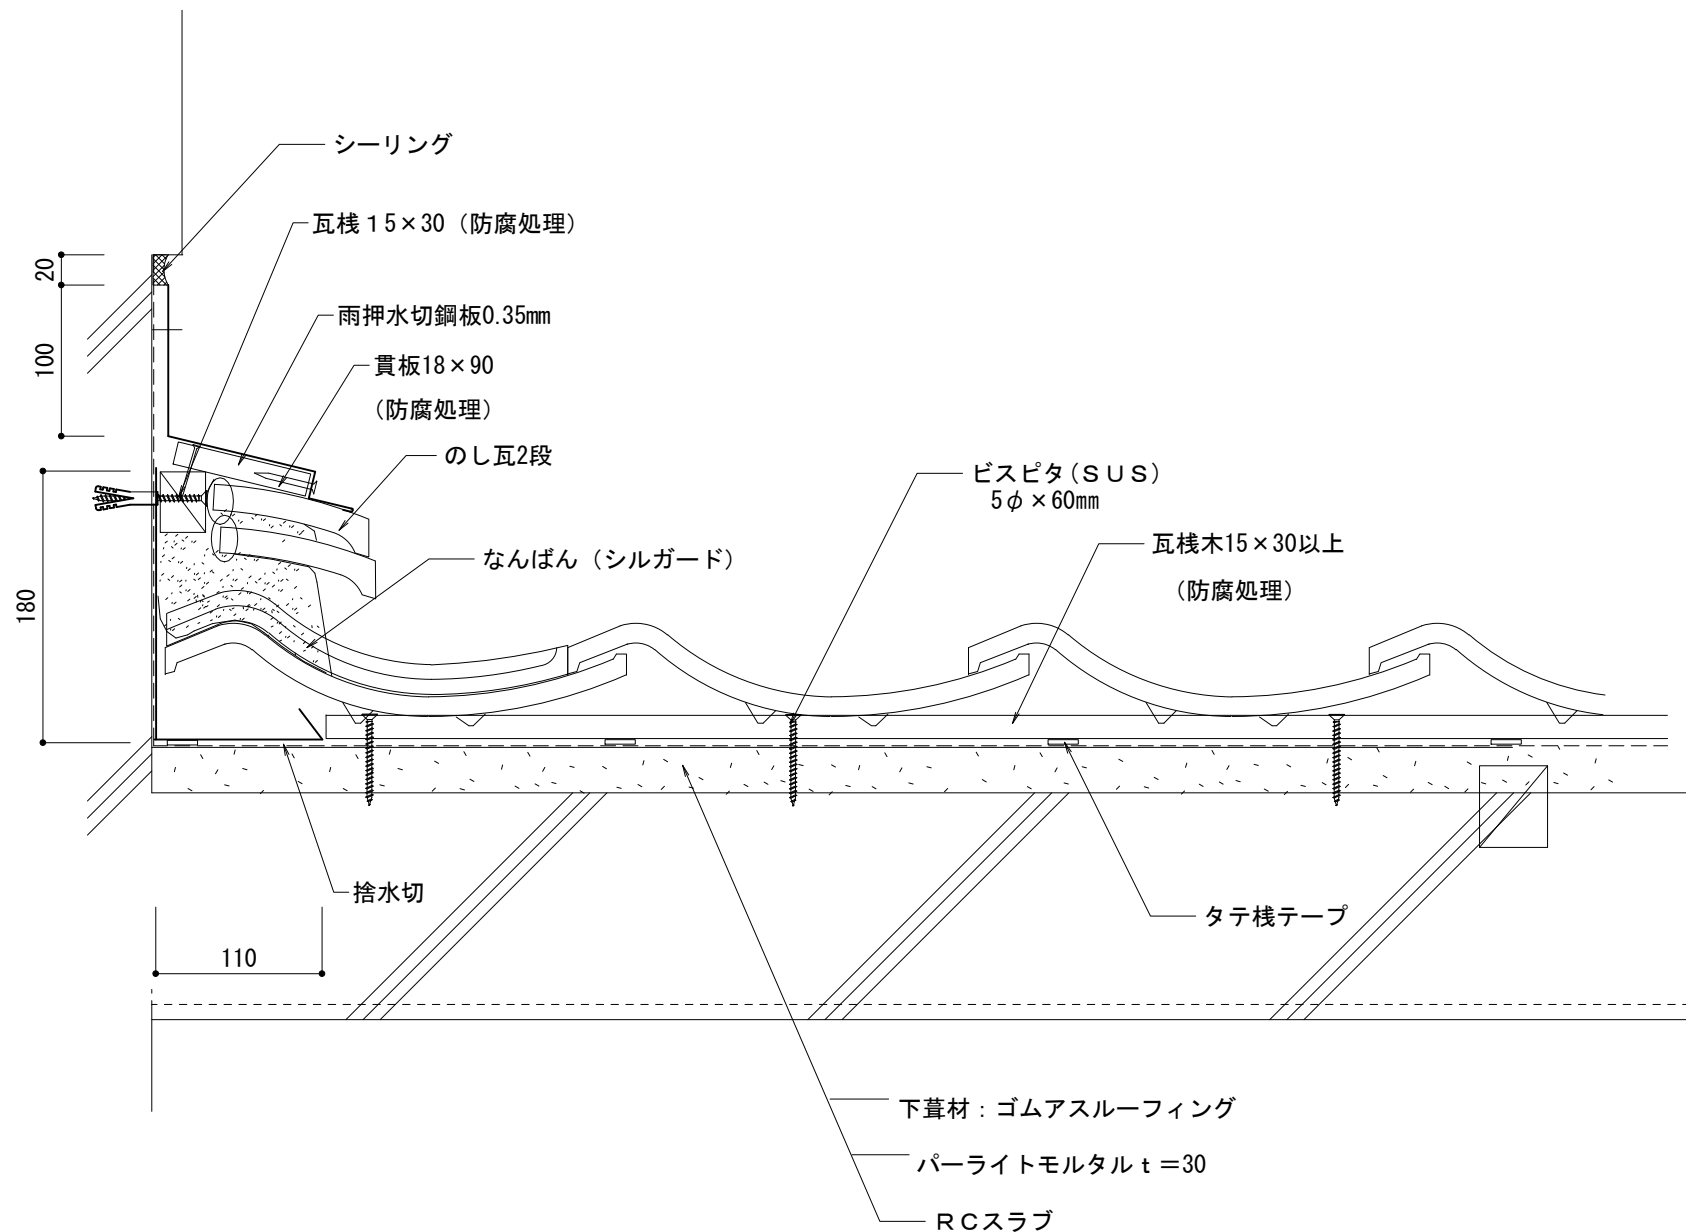 シーリング
瓦桟15×30（防腐処理）
20
雨押水切鋼板0.35mm
100
貫板18×90
（防腐処理）
のし瓦2段
ビスピタ(ＳＵＳ)
5φ×60mm
なんばん（シルガード）
瓦桟木15×30以上
（防腐処理）
180
捨水切
タテ桟テープ
110
下葺材：ゴムアスルーフィング
パーライトモルタルｔ＝30
ＲＣスラブ